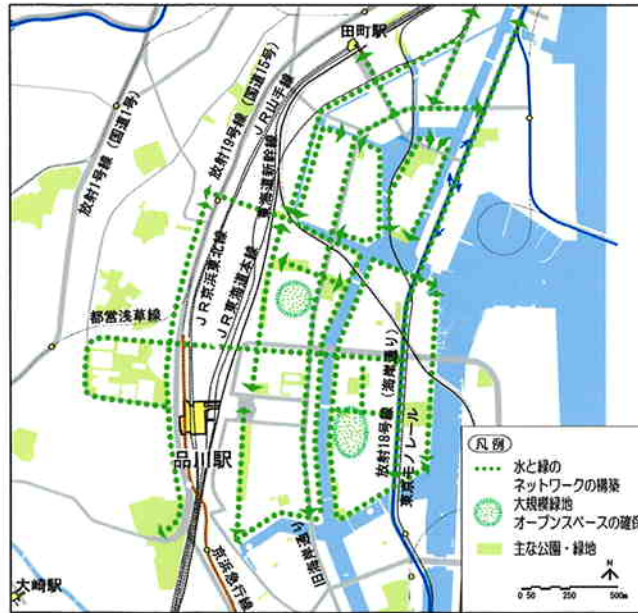 田町駅
放射19号線（国道15号）
JR山手線
東海道新幹線
放射1号線（国道1号）
JR京浜東北線
JR東海道本線
都営浅草線
品川駅
放射18号線（海岸通り）
東京モノレール
旧海岸通り
京浜急行線
大崎駅
凡例
水と緑の
ネットワークの構築
大規模緑地
オープンスペースの確保
主な公園・緑地
N
0 50 250 500m